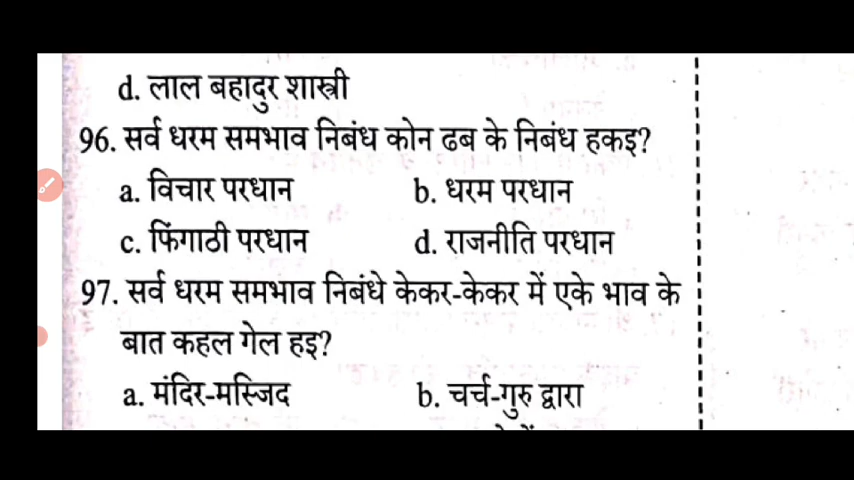 d. लाल बहादुर शास्त्री
96. सर्व धरम समभाव निबंध कोन ढब के निबंध हकइ?
a. विचार परधान b. धरम परधान
c. फिंगाठी परधान d. राजनीति परधान
97. सर्व धरम समभाव निबंधे केकर-केकर में एके भाव के
बात कहल गेल हइ?
a. मंदिर-मस्जिद b. चर्च-गुरु द्वारा